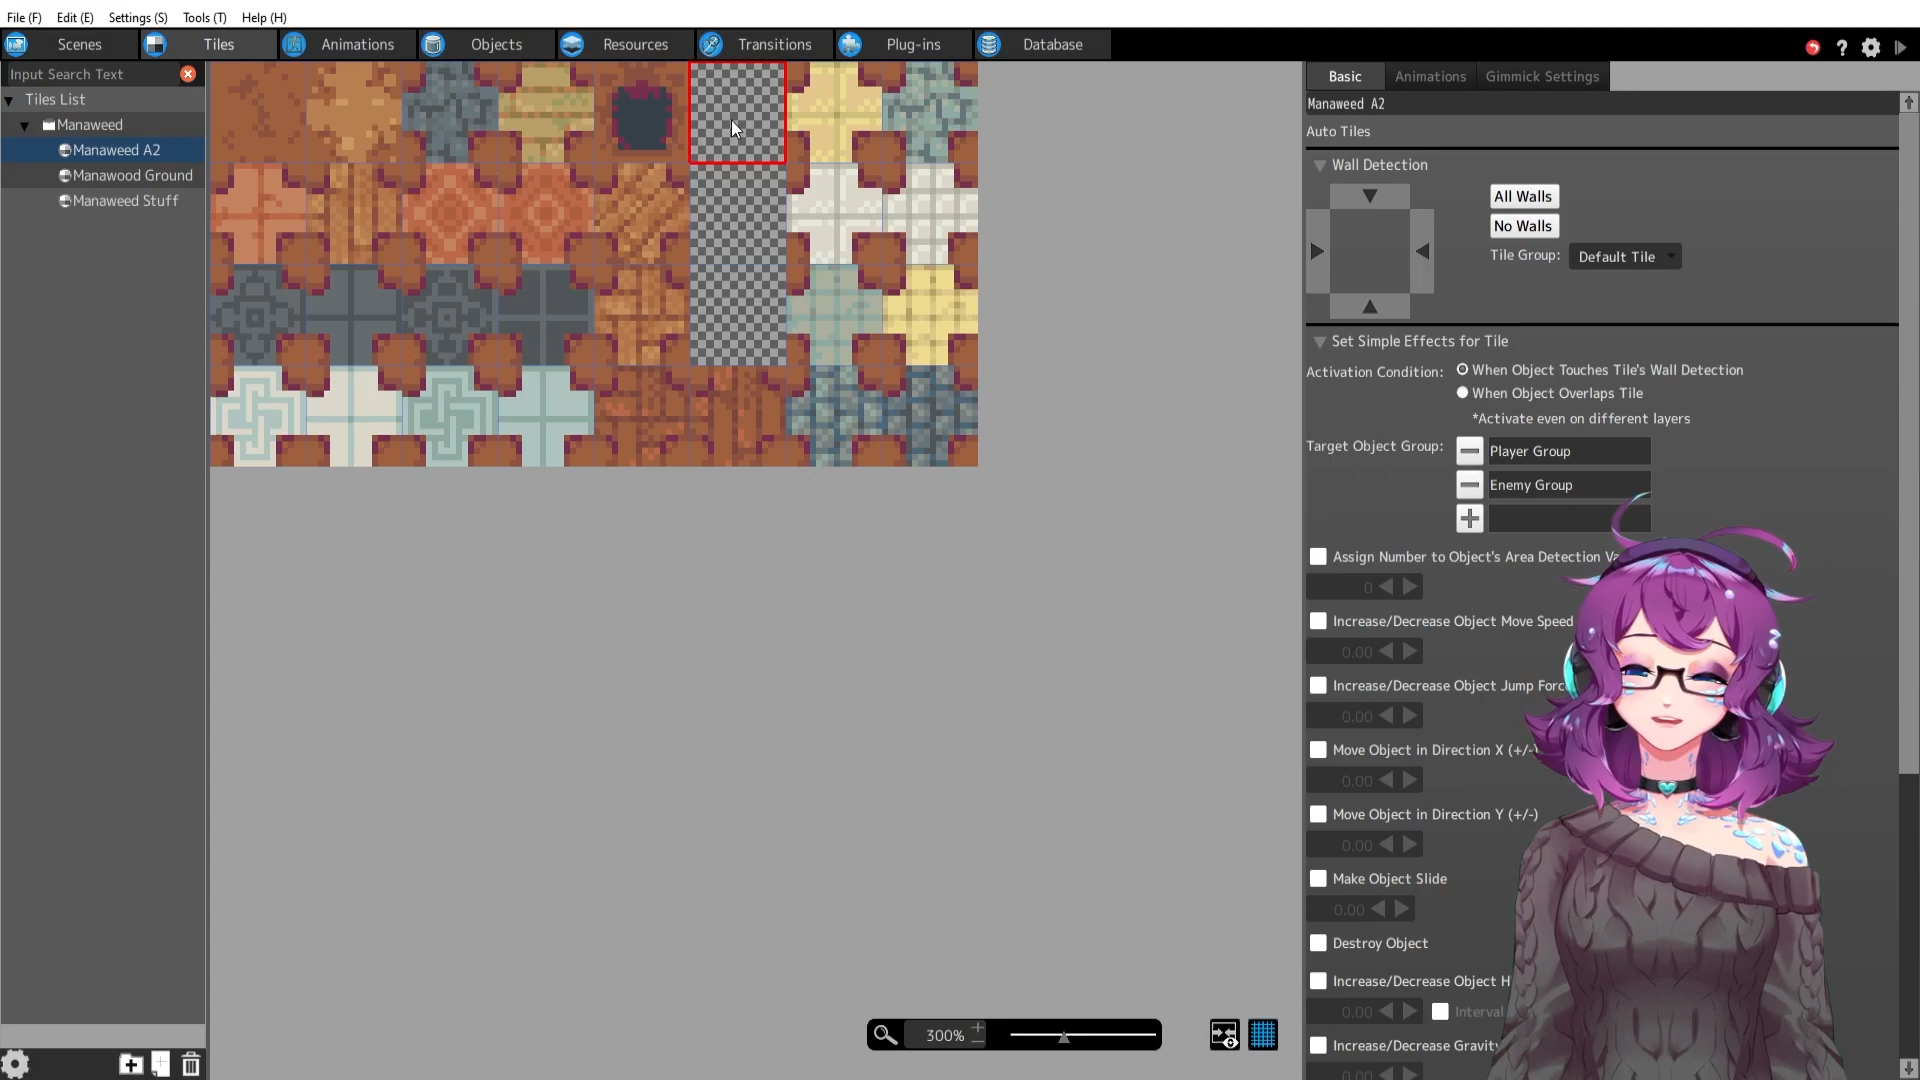 File (F) Edit (E) Settings (S) Tools (T) Help (H)
Scenes Tiles Animations Objects Resources Transitions Plug-ins Database
Input Search Text
Tiles List
Manaweed
Manaweed A2
Manawood Ground
Manaweed Stuff
300%
Basic Animations Gimmick Settings
Manaweed A2
Auto Tiles
Wall Detection
All Walls
No Walls
Tile Group: Default Tile
Set Simple Effects for Tile
Activation Condition: When Object Touches Tile's Wall Detection
When Object Overlaps Tile
*Activate even on different layers
Target Object Group: Player Group
Enemy Group
Assign Number to Object's Area Detection Va
0
Increase/Decrease Object Move Speed
0.00
Increase/Decrease Object Jump Forc
0.00
Move Object in Direction X (+/-)
0.00
Move Object in Direction Y (+/-)
0.00
Make Object Slide
0.00
Destroy Object
Increase/Decrease Object H
0.00 Interval
Increase/Decrease Gravity
0.00